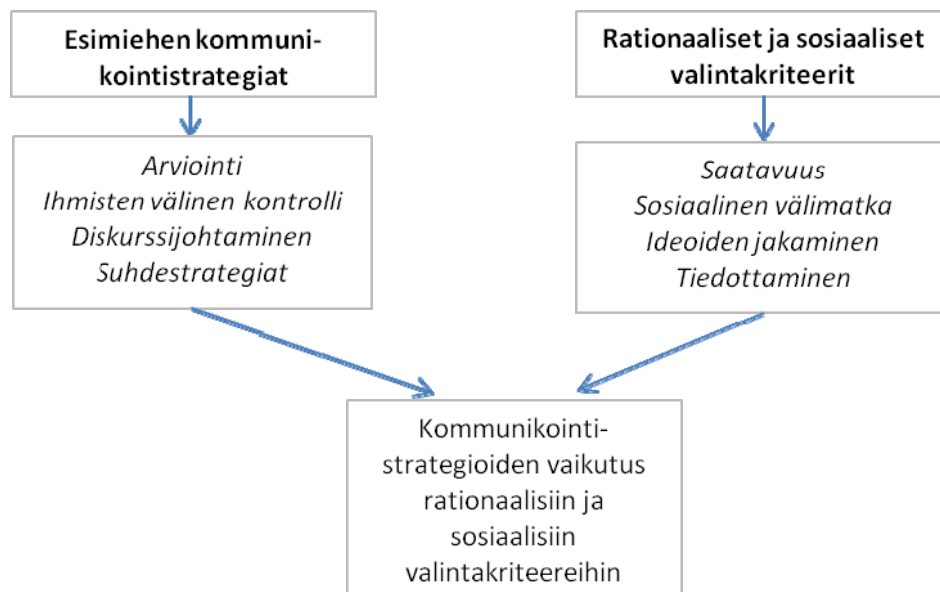 Esimiehen kommuni-
kointistrategiat
Rationaaliset ja sosiaaliset
valintakriteerit
Arviointi
Ihmisten välinen kontrolli
Diskurssijohtaminen
Suhdestrategiat
Saatavuus
Sosiaalinen välimatka
Ideoiden jakaminen
Tiedottaminen
Kommunikointi-
strategioiden vaikutus
rationaalisiin ja
sosiaalisiin
valintakriteereihin